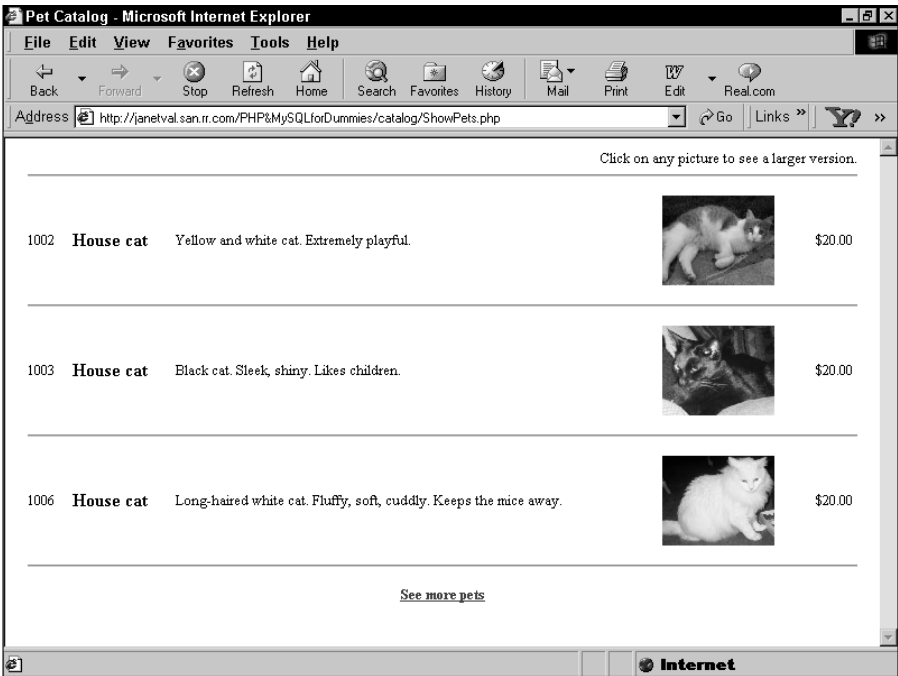 Pet Catalog - Microsoft Internet Explorer
File Edit View Favorites Tools Help
Back Forward Stop Refresh Home Search Favorites History Mail Print Edit Real.com
Address http://janetval.san.rr.com/PHP&MySQLforDummies/catalog/ShowPets.php Go Links »  Y! »
Click on any picture to see a larger version.
1002 House cat Yellow and white cat. Extremely playful. $20.00
1003 House cat Black cat. Sleek, shiny. Likes children. $20.00
1006 House cat Long-haired white cat. Fluffy, soft, cuddly. Keeps the mice away. $20.00
See more pets
Internet